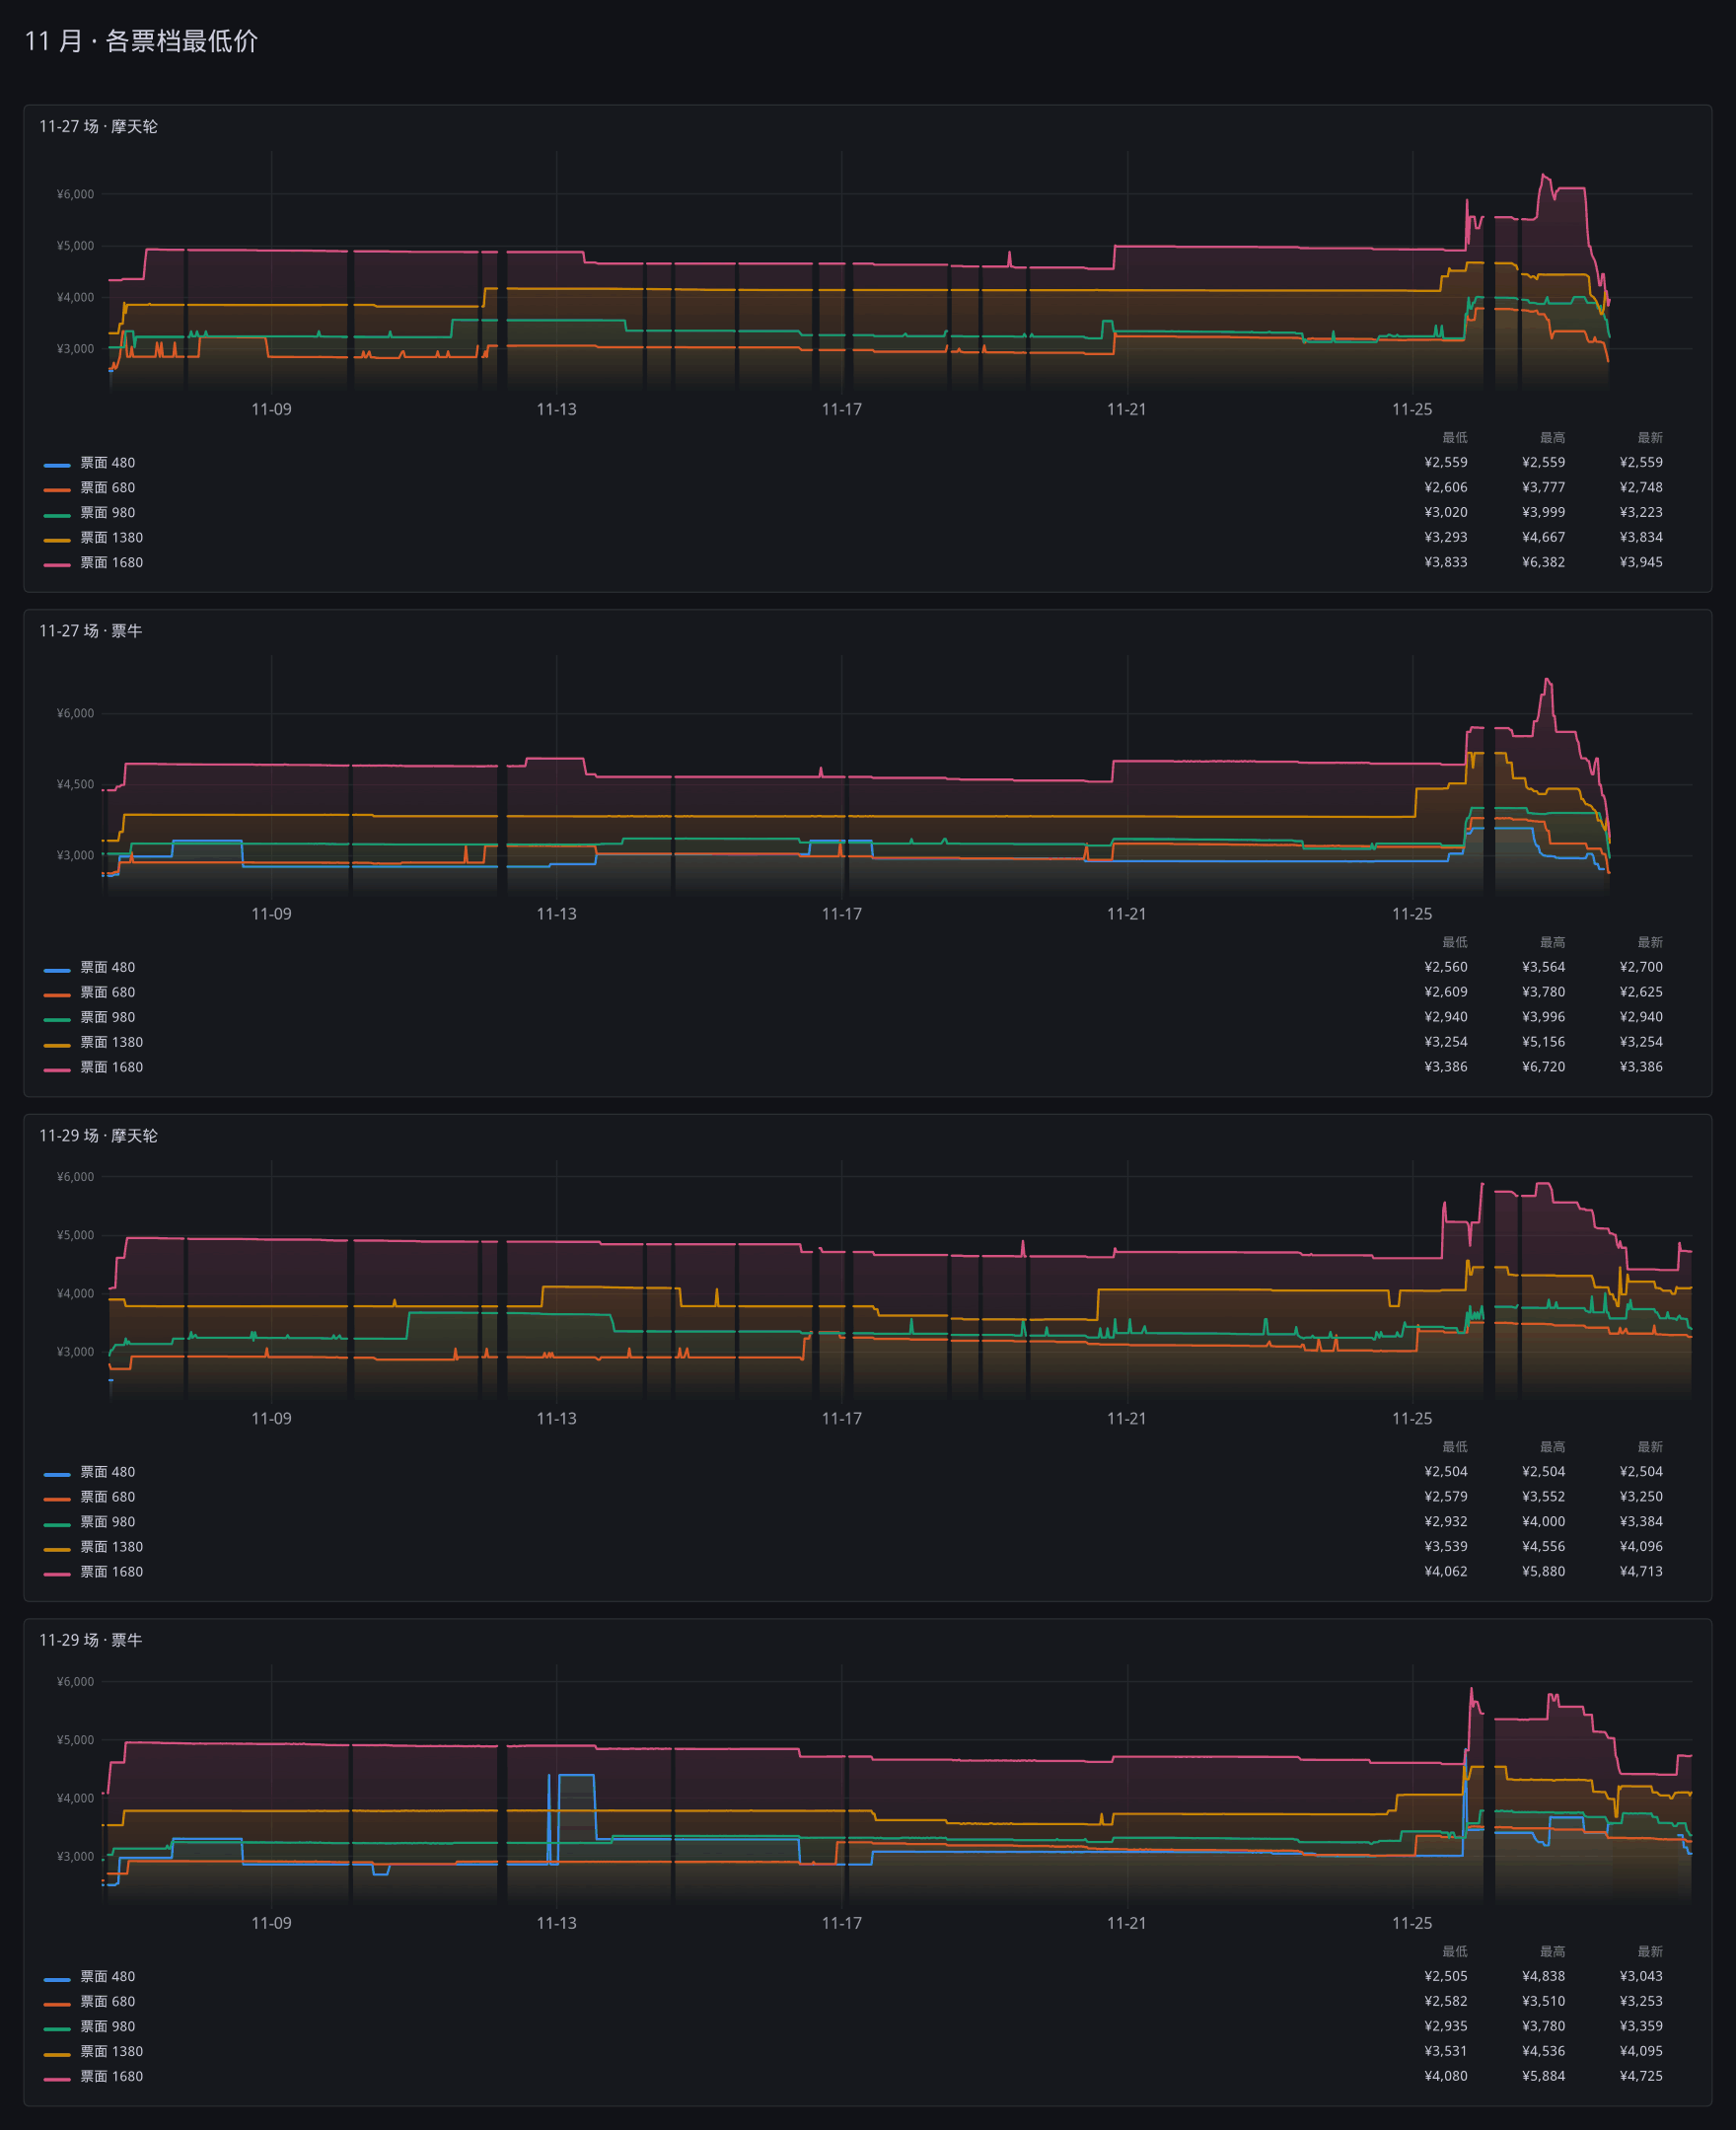 11 月 · 各票档最低价
11-27 场 · 摩天轮
¥6,000
¥5,000
¥4,000
¥3,000
11-09 11-13 11-17 11-21 11-25
最低 最高 最新
票面 480 ¥2,559 ¥2,559 ¥2,559
票面 680 ¥2,606 ¥3,777 ¥2,748
票面 980 ¥3,020 ¥3,999 ¥3,223
票面 1380 ¥3,293 ¥4,667 ¥3,834
票面 1680 ¥3,833 ¥6,382 ¥3,945
11-27 场 · 票牛
¥6,000
¥4,500
¥3,000
11-09 11-13 11-17 11-21 11-25
最低 最高 最新
票面 480 ¥2,560 ¥3,564 ¥2,700
票面 680 ¥2,609 ¥3,780 ¥2,625
票面 980 ¥2,940 ¥3,996 ¥2,940
票面 1380 ¥3,254 ¥5,156 ¥3,254
票面 1680 ¥3,386 ¥6,720 ¥3,386
11-29 场 · 摩天轮
¥6,000
¥5,000
¥4,000
¥3,000
11-09 11-13 11-17 11-21 11-25
最低 最高 最新
票面 480 ¥2,504 ¥2,504 ¥2,504
票面 680 ¥2,579 ¥3,552 ¥3,250
票面 980 ¥2,932 ¥4,000 ¥3,384
票面 1380 ¥3,539 ¥4,556 ¥4,096
票面 1680 ¥4,062 ¥5,880 ¥4,713
11-29 场 · 票牛
¥6,000
¥5,000
¥4,000
¥3,000
11-09 11-13 11-17 11-21 11-25
最低 最高 最新
票面 480 ¥2,505 ¥4,838 ¥3,043
票面 680 ¥2,582 ¥3,510 ¥3,253
票面 980 ¥2,935 ¥3,780 ¥3,359
票面 1380 ¥3,531 ¥4,536 ¥4,095
票面 1680 ¥4,080 ¥5,884 ¥4,725